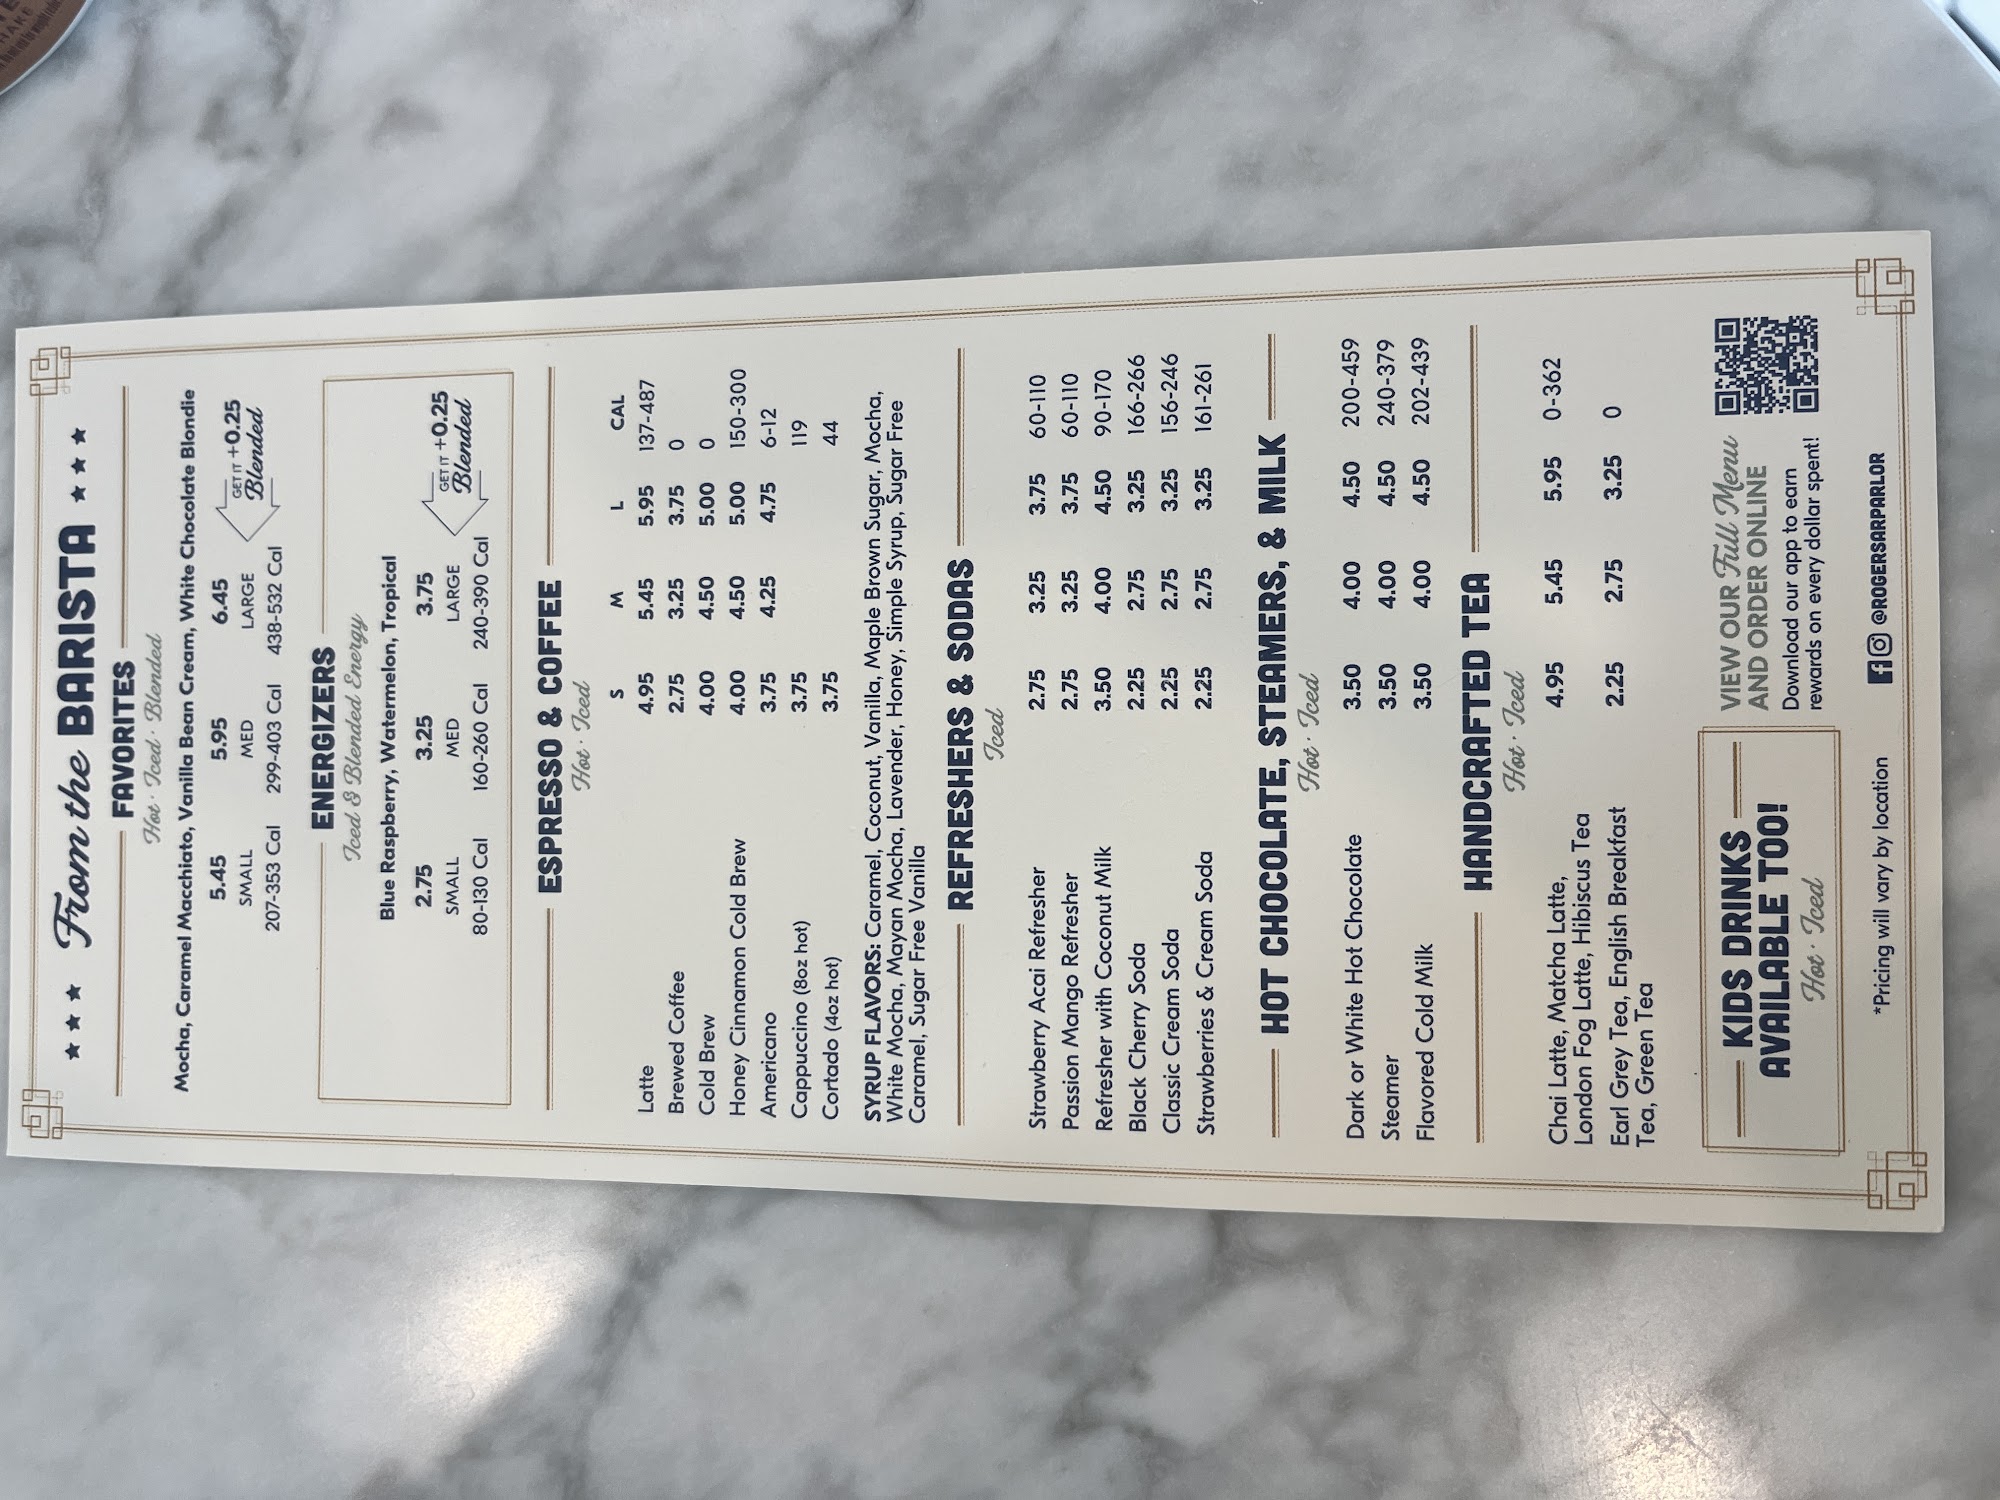 From the BARISTA
FAVORITES
Hot · Iced · Blended
Mocha, Caramel Macchiato, Vanilla Bean Cream, White Chocolate Blondie
5.45 5.95 6.45 GET IT +0.25
SMALL MED LARGE Blended
207-353 Cal 299-403 Cal 438-532 Cal
ENERGIZERS
Iced & Blended Energy
Blue Raspberry, Watermelon, Tropical
2.75 3.25 3.75 GET IT +0.25
SMALL MED LARGE Blended
80-130 Cal 160-260 Cal 240-390 Cal
ESPRESSO & COFFEE
Hot · Iced
S M L CAL
Latte 4.95 5.45 5.95 137-487
Brewed Coffee 2.75 3.25 3.75 0
Cold Brew 4.00 4.50 5.00 0
Honey Cinnamon Cold Brew 4.00 4.50 5.00 150-300
Americano 3.75 4.25 4.75 6-12
Cappuccino (8oz hot) 3.75 119
Cortado (4oz hot) 3.75 44
SYRUP FLAVORS: Caramel, Coconut, Vanilla, Maple Brown Sugar, Mocha,
White Mocha, Mayan Mocha, Lavender, Honey, Simple Syrup, Sugar Free
Caramel, Sugar Free Vanilla
REFRESHERS & SODAS
Iced
Strawberry Acai Refresher 2.75 3.25 3.75 60-110
Passion Mango Refresher 2.75 3.25 3.75 60-110
Refresher with Coconut Milk 3.50 4.00 4.50 90-170
Black Cherry Soda 2.25 2.75 3.25 166-266
Classic Cream Soda 2.25 2.75 3.25 156-246
Strawberries & Cream Soda 2.25 2.75 3.25 161-261
HOT CHOCOLATE, STEAMERS, & MILK
Hot · Iced
Dark or White Hot Chocolate 3.50 4.00 4.50 200-459
Steamer 3.50 4.00 4.50 240-379
Flavored Cold Milk 3.50 4.00 4.50 202-439
HANDCRAFTED TEA
Hot · Iced
Chai Latte, Matcha Latte, 4.95 5.45 5.95 0-362
London Fog Latte, Hibiscus Tea
Earl Grey Tea, English Breakfast 2.25 2.75 3.25 0
Tea, Green Tea
KIDS DRINKS
AVAILABLE TOO!
Hot · Iced
VIEW OUR Full Menu
AND ORDER ONLINE
Download our app to earn
rewards on every dollar spent!
*Pricing will vary by location @ROGERSARPARLOR